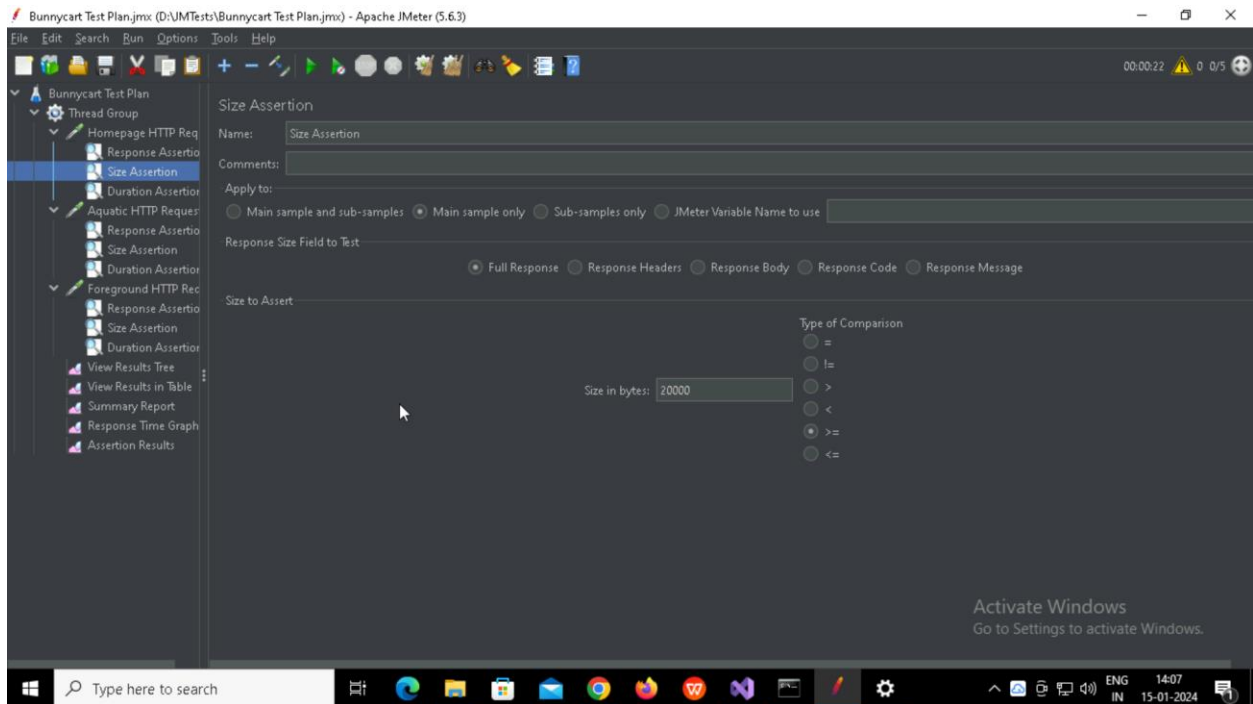 Bunnycart Test Plan.jmx (D:\JMTests\Bunnycart Test Plan.jmx) - Apache JMeter (5.6.3)
File Edit Search Run Options Tools Help
00:00:22 0 0/5
Bunnycart Test Plan
Thread Group
Homepage HTTP Req
Response Assertio
Size Assertion
Duration Assertion
Aquatic HTTP Reques
Response Assertio
Size Assertion
Duration Assertion
Foreground HTTP Rec
Response Assertio
Size Assertion
Duration Assertion
View Results Tree
View Results in Table
Summary Report
Response Time Graph
Assertion Results
Size Assertion
Name: Size Assertion
Comments:
Apply to:
Main sample and sub-samples Main sample only Sub-samples only JMeter Variable Name to use
Response Size Field to Test
Full Response Response Headers Response Body Response Code Response Message
Size to Assert
Type of Comparison
=
!=
Size in bytes: 20000
>
<
>=
<=
Activate Windows
Go to Settings to activate Windows.
Type here to search
ENG
IN
14:07
15-01-2024
1